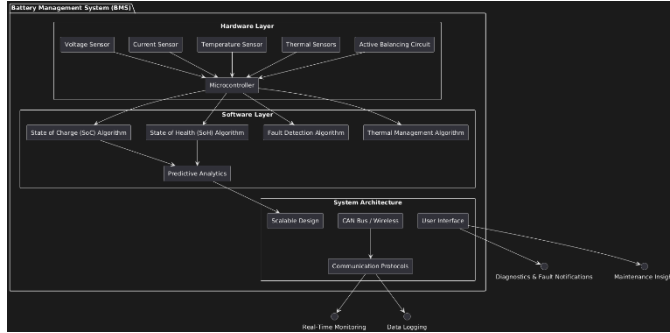 Battery Management System (BMS)
Hardware Layer
Voltage Sensor
Current Sensor
Temperature Sensor
Thermal Sensors
Active Balancing Circuit
Microcontroller
Software Layer
State of Charge (SoC) Algorithm
State of Health (SoH) Algorithm
Fault Detection Algorithm
Thermal Management Algorithm
Predictive Analytics
System Architecture
Scalable Design
CAN Bus / Wireless
User Interface
Communication Protocols
Diagnostics & Fault Notifications
Maintenance Insigh
Real-Time Monitoring
Data Logging